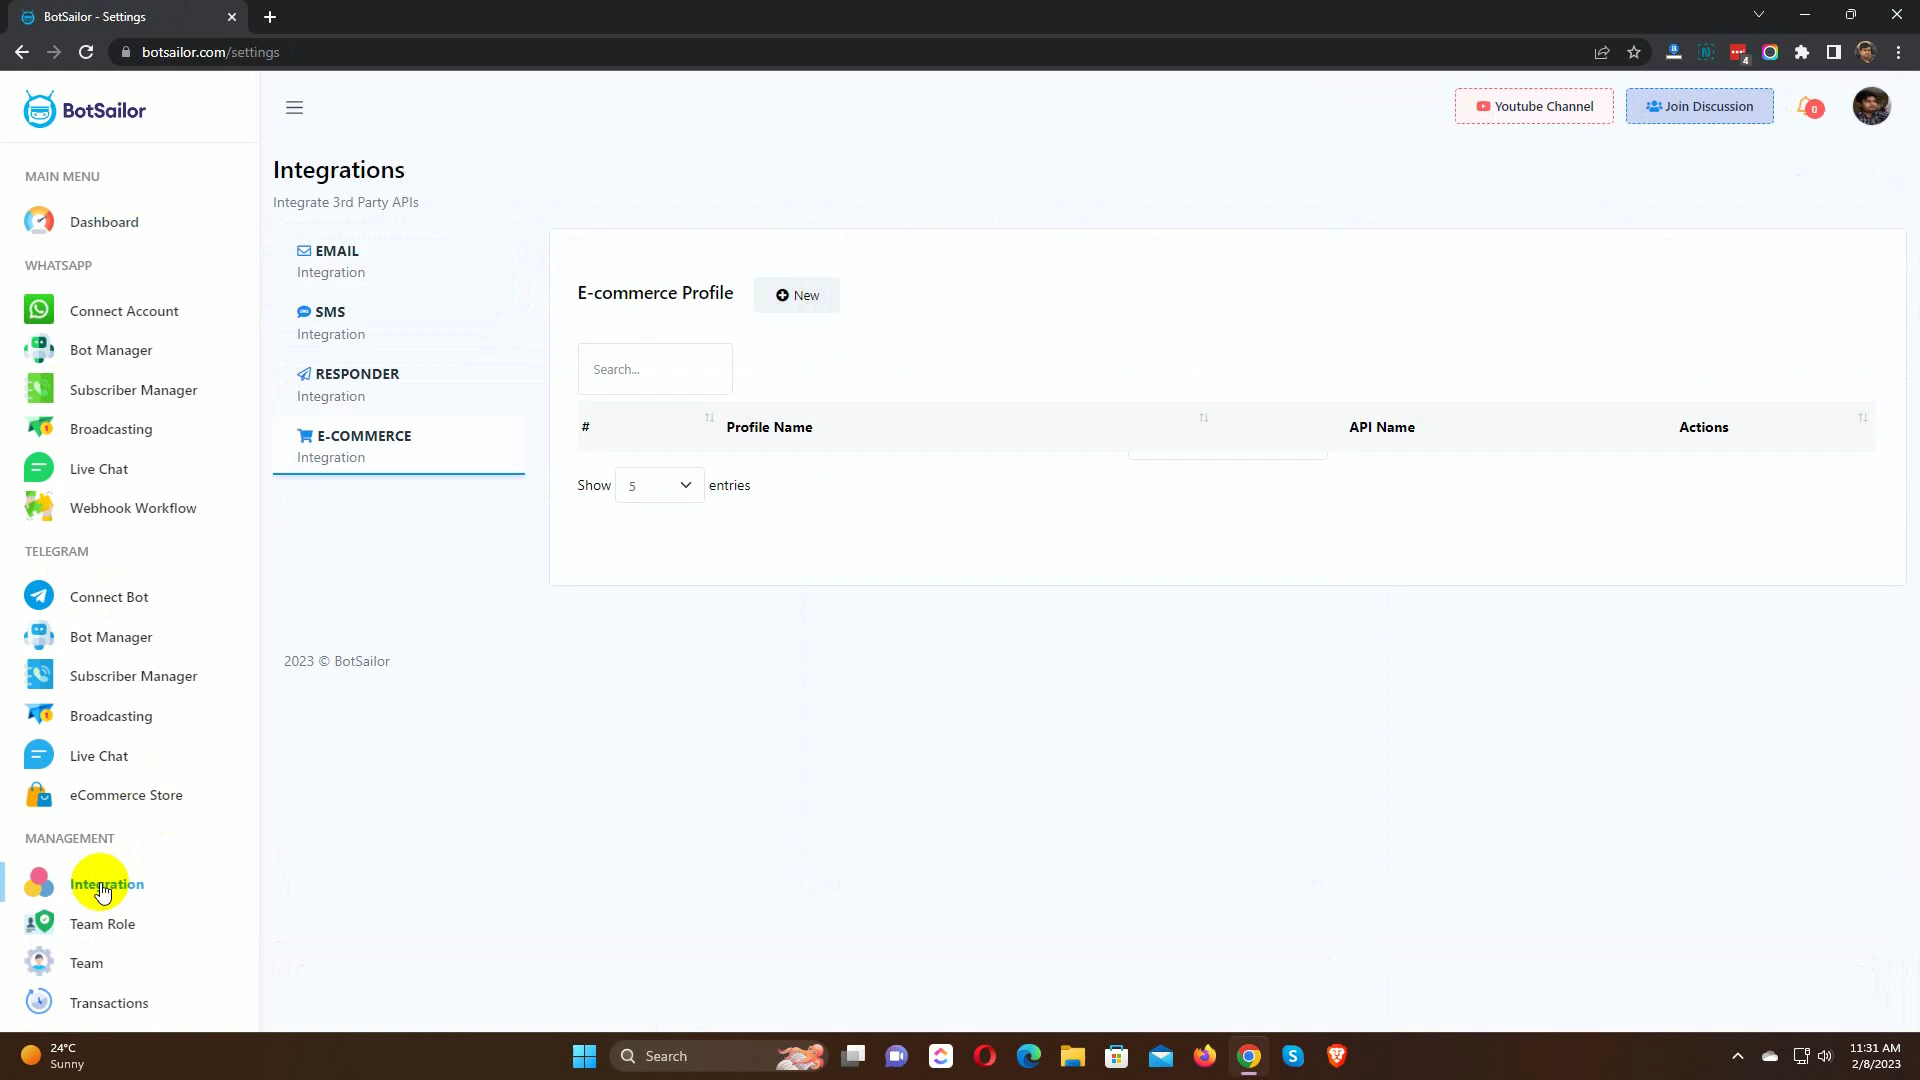 BotSailor - Settings
botsailor.com/settings
4
BotSailor
Youtube Channel
Join Discussion
0
MAIN MENU
Dashboard
WHATSAPP
Connect Account
Bot Manager
Subscriber Manager
Broadcasting
Live Chat
Webhook Workflow
TELEGRAM
Connect Bot
Bot Manager
Subscriber Manager
Broadcasting
Live Chat
eCommerce Store
MANAGEMENT
Integration
Team Role
Team
Transactions
Integrations
Integrate 3rd Party APIs
EMAIL
Integration
SMS
Integration
RESPONDER
Integration
E-COMMERCE
Integration
E-commerce Profile
New
Search...
# Profile Name API Name Actions
Show 5 entries
2023 © BotSailor
24°C
Sunny
Search
11:31 AM
2/8/2023